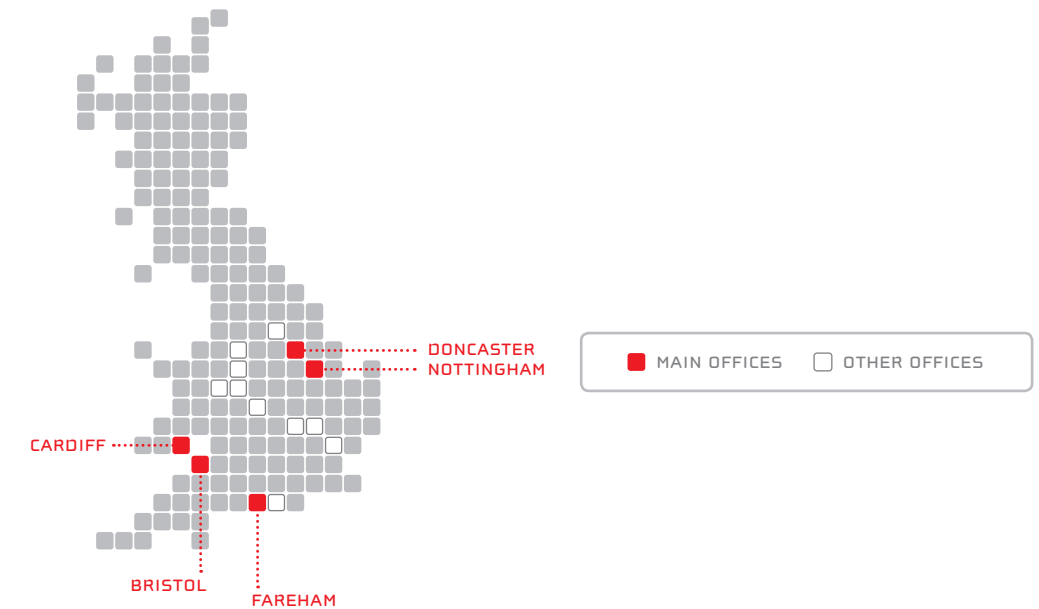 DONCASTER
NOTTINGHAM
MAIN OFFICES
OTHER OFFICES
CARDIFF
BRISTOL
FAREHAM